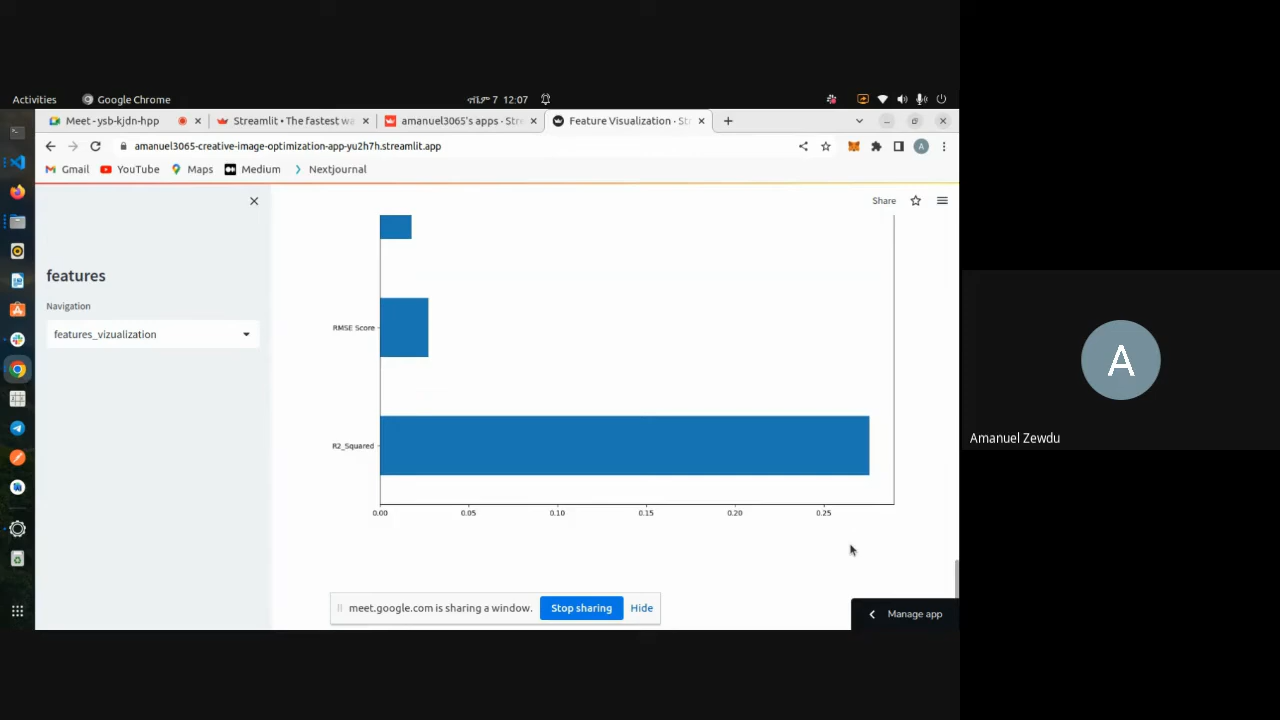 Activities
Google Chrome
ኅዳር 7 12:07
Meet - ysb-kjdn-hpp
Streamlit • The fastest wa
amanuel3065's apps · Stre
Feature Visualization · Str
amanuel3065-creative-image-optimization-app-yu2h7h.streamlit.app
Gmail
YouTube
Maps
Medium
Nextjournal
Share
features
Navigation
features_vizualization
RMSE Score
R2_Squared
0.00
0.05
0.10
0.15
0.20
0.25
meet.google.com is sharing a window.
Stop sharing
Hide
Manage app
A
Amanuel Zewdu